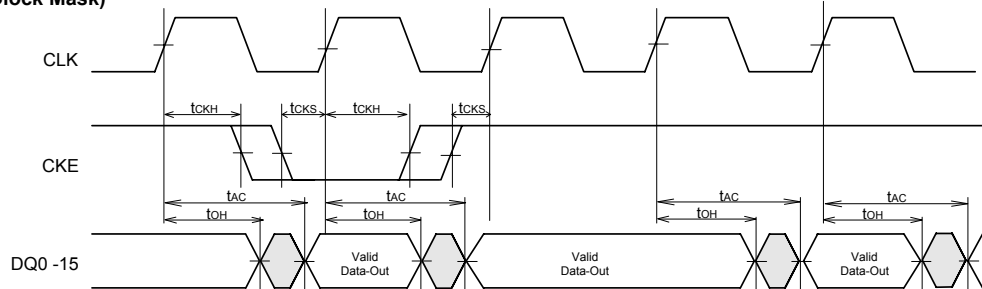 lock Mask)
CLK
tCKH tCKS tCKH tCKS
CKE
tAC tAC tAC tAC
tOH tOH tOH tOH
DQ0 -15 Valid Data-Out Valid Data-Out Valid Data-Out